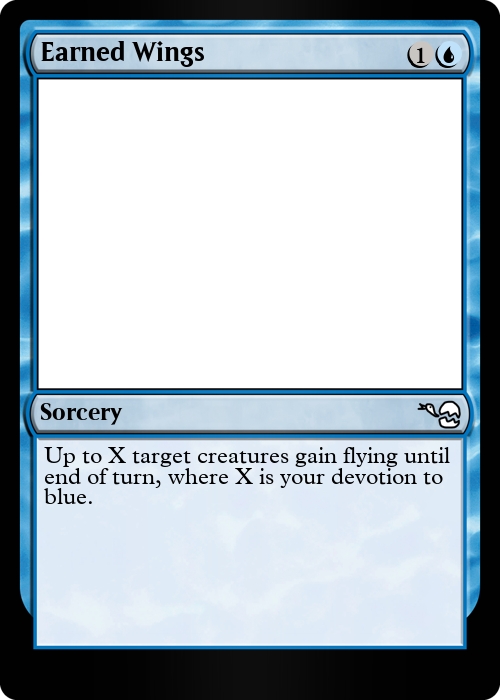 Earned Wings
1
Sorcery
Up to X target creatures gain flying until
end of turn, where X is your devotion to
blue.